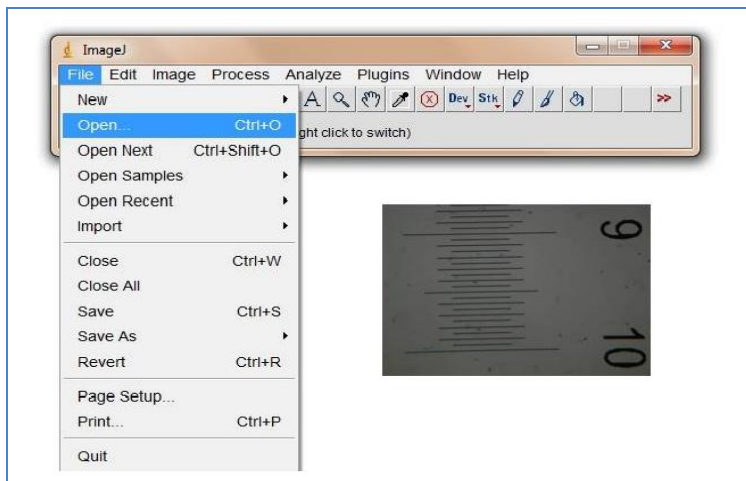 ImageJ
File Edit Image Process Analyze Plugins Window Help
New
A Dev Stk >>
Open... Ctrl+O
ght click to switch)
Open Next Ctrl+Shift+O
Open Samples
Open Recent
Import
Close Ctrl+W
Close All
Save Ctrl+S
Save As
Revert Ctrl+R
Page Setup...
Print... Ctrl+P
Quit
9
10